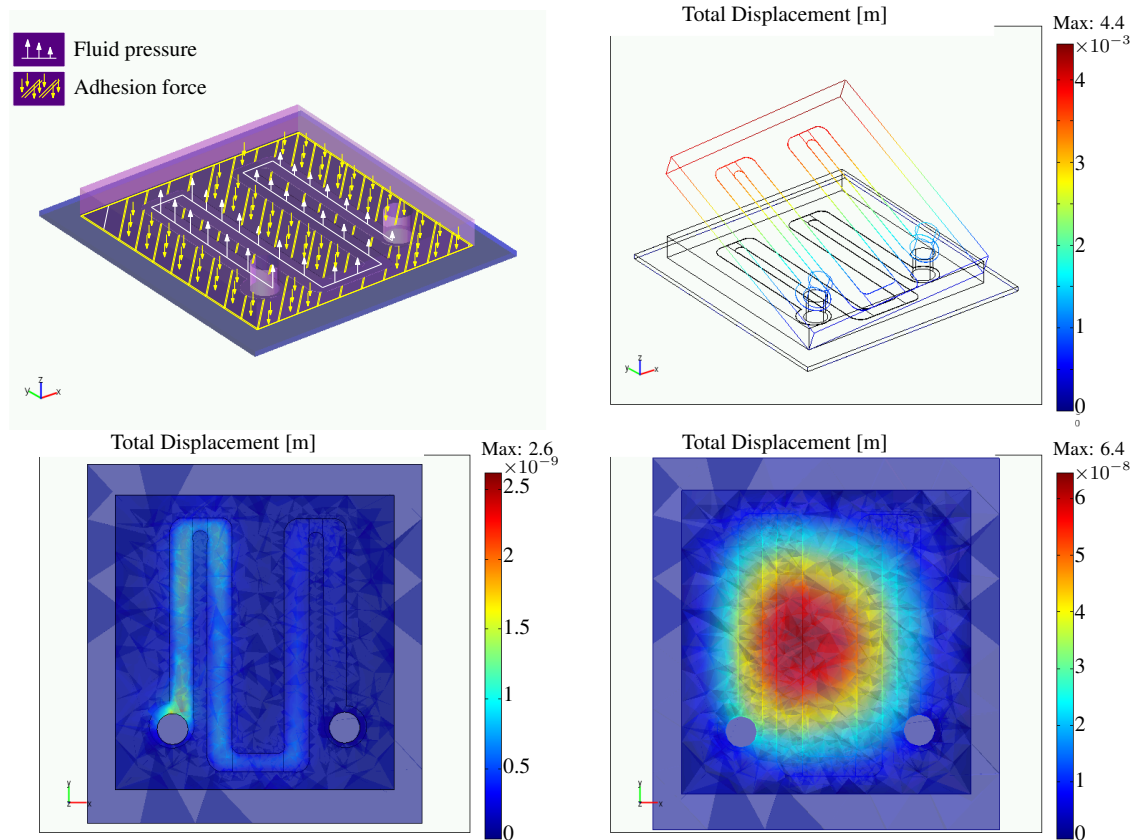 Fluid pressure
Adhesion force
z
y
x
Total Displacement [m]
Max: 4.4
×10−3
4
3
2
1
0
0
z
y
x
Total Displacement [m]
Max: 2.6
×10−9
2.5
2
1.5
1
0.5
0
y
z
x
Total Displacement [m]
Max: 6.4
×10−8
6
5
4
3
2
1
0
y
z
x